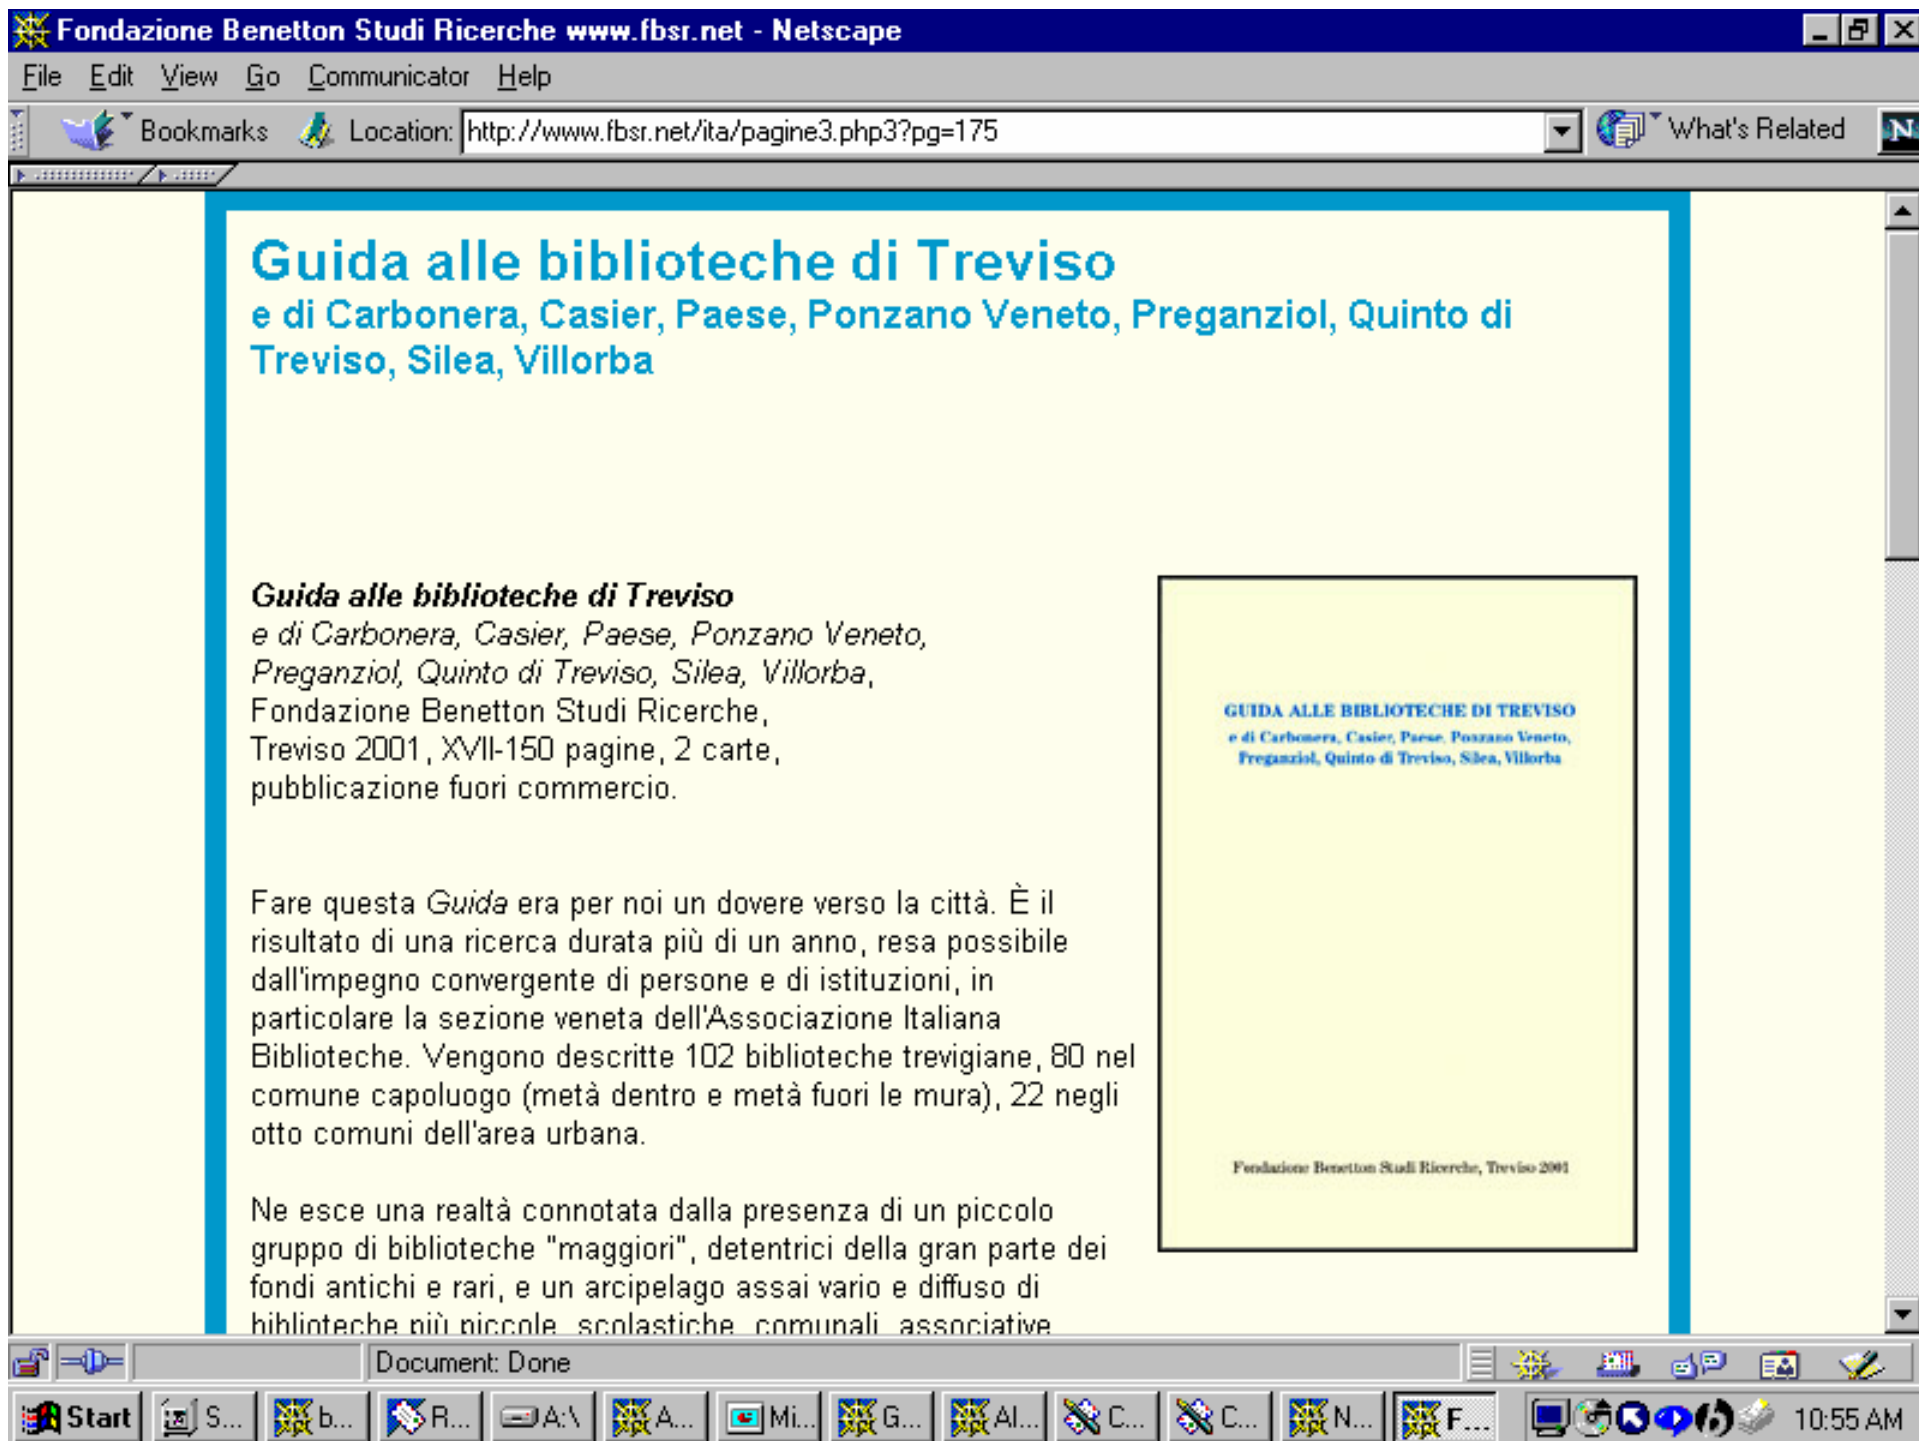 Fondazione Benetton Studi Ricerche www.fbsr.net - Netscape
File Edit View Go Communicator Help
Bookmarks Location: http://www.fbsr.net/ita/pagine3.php3?pg=175 What's Related N
Guida alle biblioteche di Treviso
e di Carbonera, Casier, Paese, Ponzano Veneto, Preganziol, Quinto di
Treviso, Silea, Villorba
Guida alle biblioteche di Treviso
e di Carbonera, Casier, Paese, Ponzano Veneto,
Preganziol, Quinto di Treviso, Silea, Villorba,
Fondazione Benetton Studi Ricerche,
Treviso 2001, XVII-150 pagine, 2 carte,
pubblicazione fuori commercio.
GUIDA ALLE BIBLIOTECHE DI TREVISO
e di Carbonera, Casier, Paese, Ponzano Veneto,
Preganziol, Quinto di Treviso, Silea, Villorba
Fondazione Benetton Studi Ricerche, Treviso 2001
Fare questa Guida era per noi un dovere verso la città. È il
risultato di una ricerca durata più di un anno, resa possibile
dall'impegno convergente di persone e di istituzioni, in
particolare la sezione veneta dell'Associazione Italiana
Biblioteche. Vengono descritte 102 biblioteche trevigiane, 80 nel
comune capoluogo (metà dentro e metà fuori le mura), 22 negli
otto comuni dell'area urbana.
Ne esce una realtà connotata dalla presenza di un piccolo
gruppo di biblioteche "maggiori", detentrici della gran parte dei
fondi antichi e rari, e un arcipelago assai vario e diffuso di
biblioteche più piccole, scolastiche, comunali, associative
Document: Done
Start S... b... R... A:\ A... Mi... G... Al... C... C... N... F... 10:55 AM